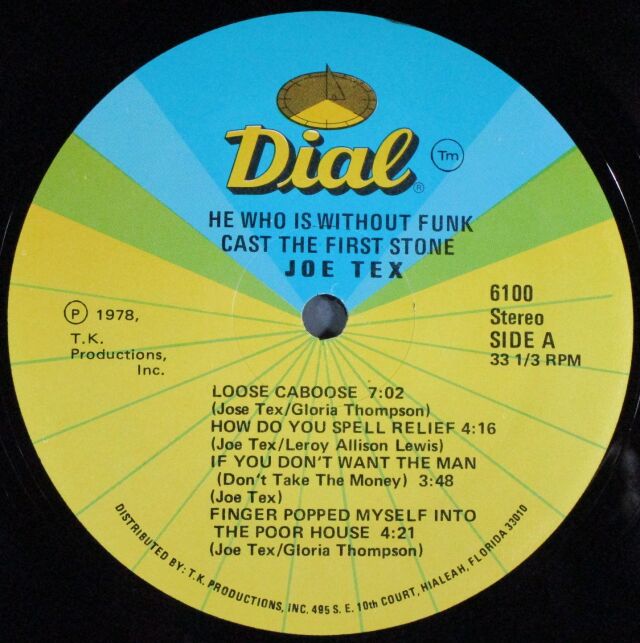 Dial®
Tm
HE WHO IS WITHOUT FUNK
CAST THE FIRST STONE
JOE TEX
℗ 1978,
T.K.
Productions,
Inc.
6100
Stereo
SIDE A
33 1/3 RPM
LOOSE CABOOSE 7:02
(Jose Tex/Gloria Thompson)
HOW DO YOU SPELL RELIEF 4:16
(Joe Tex/Leroy Allison Lewis)
IF YOU DON'T WANT THE MAN
(Don't Take The Money) 3:48
(Joe Tex)
FINGER POPPED MYSELF INTO
THE POOR HOUSE 4:21
(Joe Tex/Gloria Thompson)
DISTRIBUTED BY: T.K. PRODUCTIONS, INC. 495 S. E. 10th COURT, HIALEAH, FLORIDA 33010